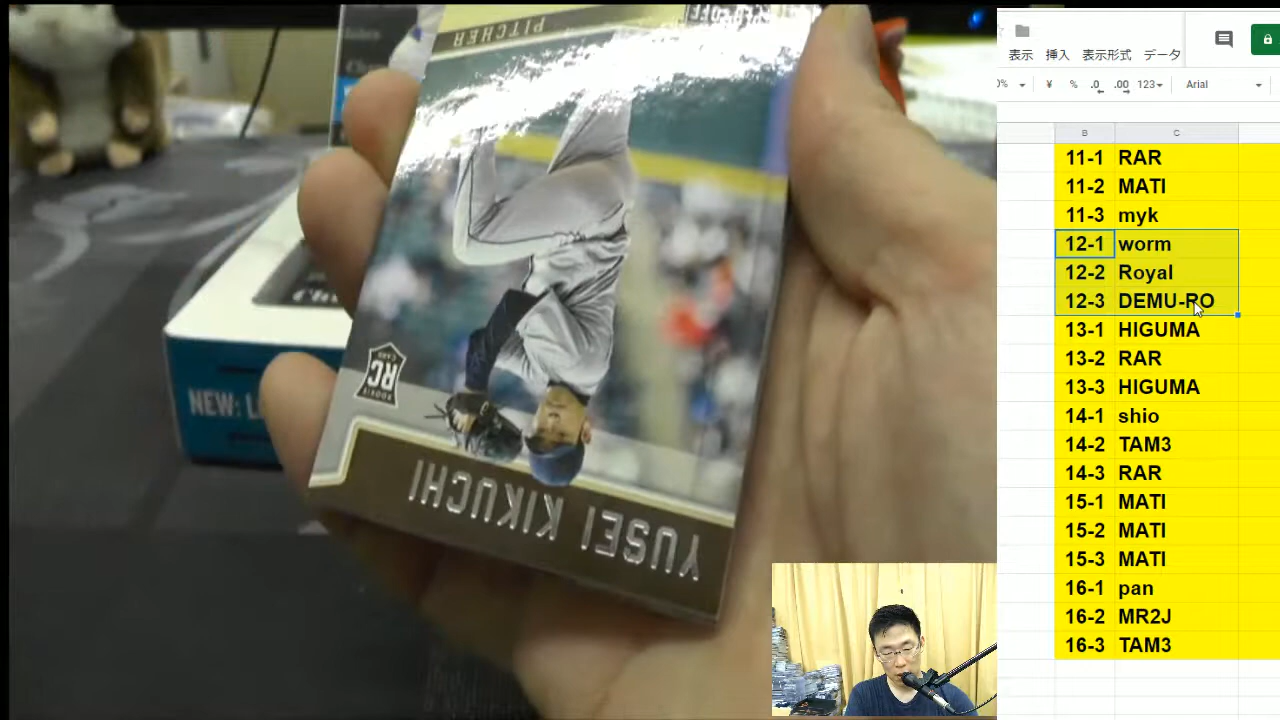 PITCHER
ROOKIE
RC
CARD
YUSEI KIKUCHI
NEW: L
表示 挿入 表示形式 データ
¥ % .0 .00 123 Arial
B C
11-1 RAR
11-2 MATI
11-3 myk
12-1 worm
12-2 Royal
12-3 DEMU-RO
13-1 HIGUMA
13-2 RAR
13-3 HIGUMA
14-1 shio
14-2 TAM3
14-3 RAR
15-1 MATI
15-2 MATI
15-3 MATI
16-1 pan
16-2 MR2J
16-3 TAM3